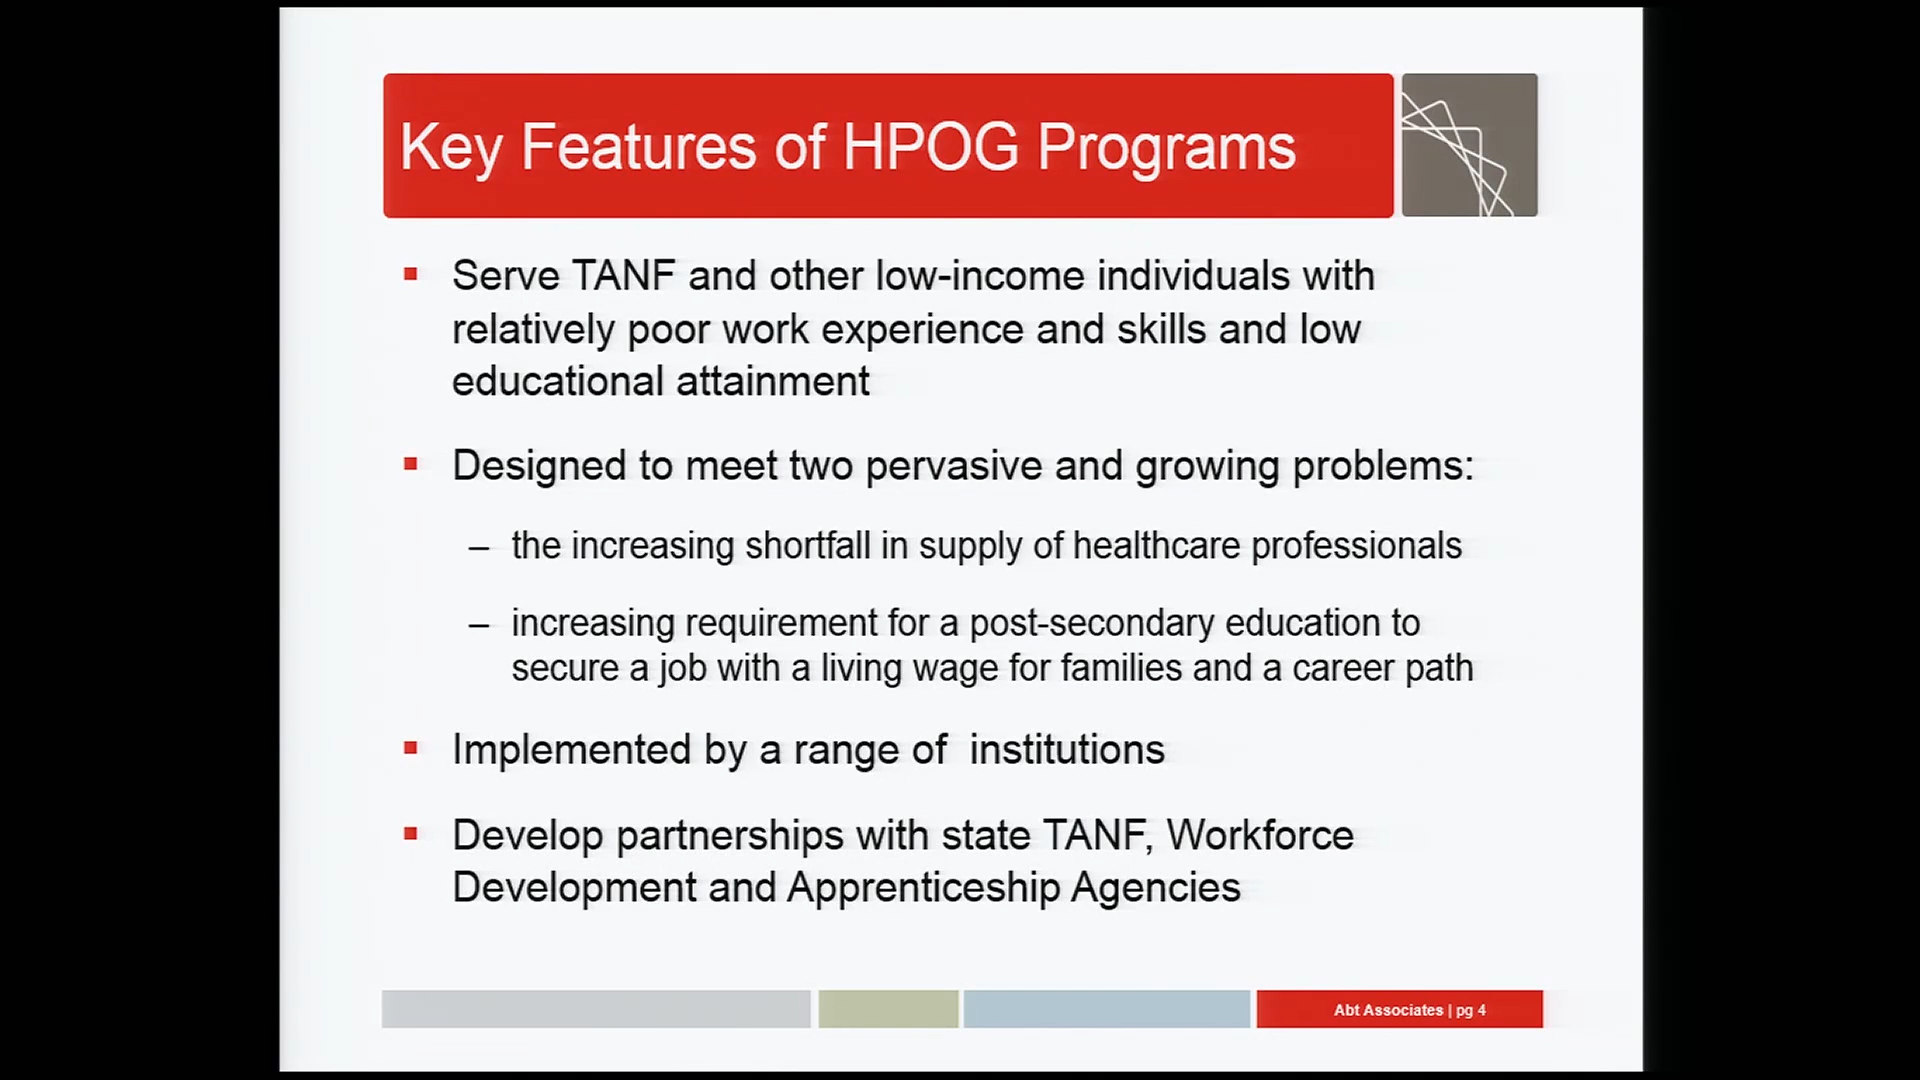 Key Features of HPOG Programs
▪ Serve TANF and other low-income individuals with
relatively poor work experience and skills and low
educational attainment
▪ Designed to meet two pervasive and growing problems:
– the increasing shortfall in supply of healthcare professionals
– increasing requirement for a post-secondary education to
secure a job with a living wage for families and a career path
▪ Implemented by a range of  institutions
▪ Develop partnerships with state TANF, Workforce
Development and Apprenticeship Agencies
Abt Associates | pg 4